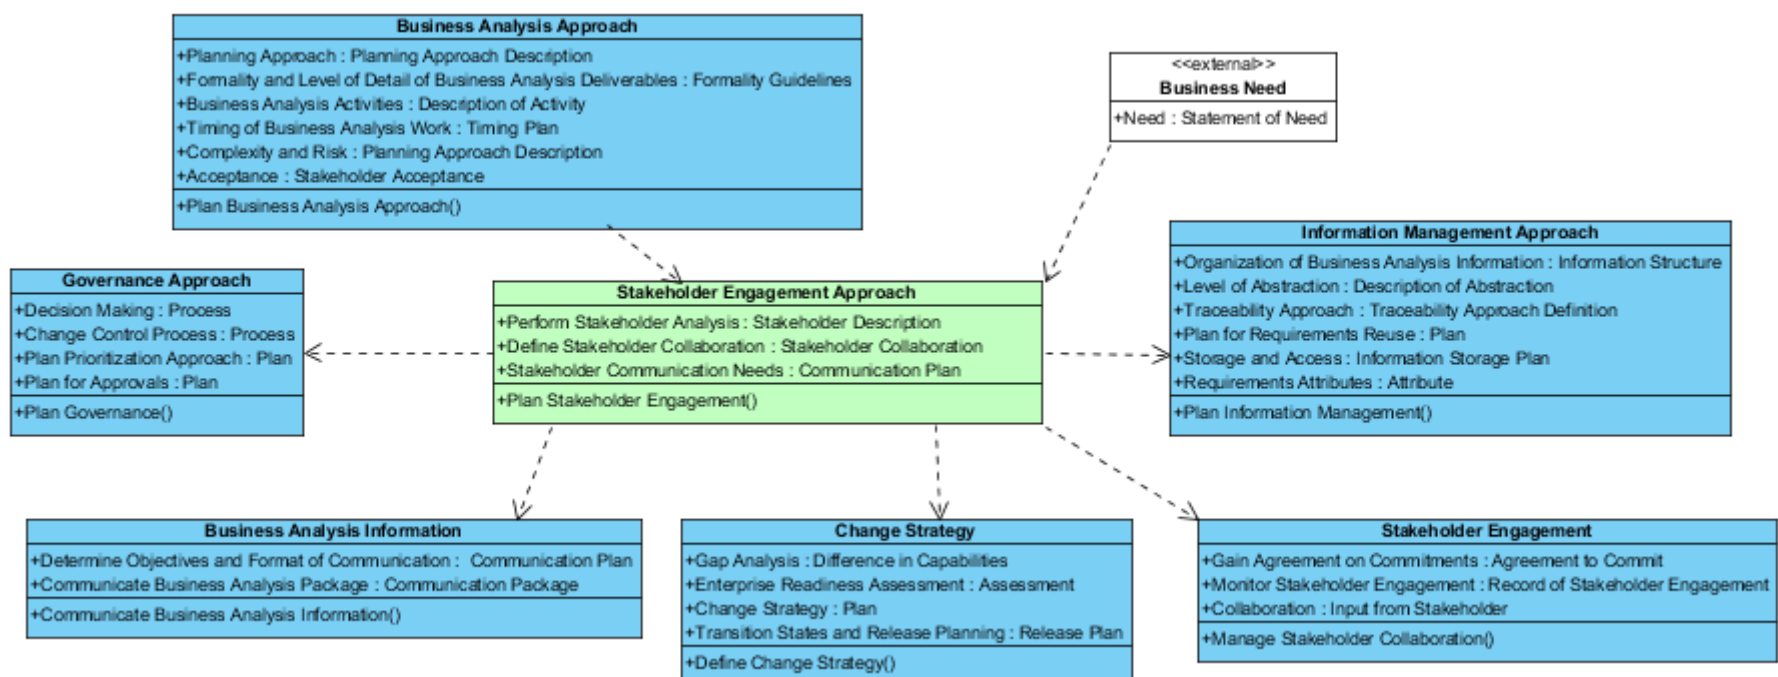 Business Analysis Approach
+Planning Approach : Planning Approach Description
+Formality and Level of Detail of Business Analysis Deliverables : Formality Guidelines
+Business Analysis Activities : Description of Activity
+Timing of Business Analysis Work : Timing Plan
+Complexity and Risk : Planning Approach Description
+Acceptance : Stakeholder Acceptance
+Plan Business Analysis Approach()
<<external>>
Business Need
+Need : Statement of Need
Governance Approach
+Decision Making : Process
+Change Control Process : Process
+Plan Prioritization Approach : Plan
+Plan for Approvals : Plan
+Plan Governance()
Stakeholder Engagement Approach
+Perform Stakeholder Analysis : Stakeholder Description
+Define Stakeholder Collaboration : Stakeholder Collaboration
+Stakeholder Communication Needs : Communication Plan
+Plan Stakeholder Engagement()
Information Management Approach
+Organization of Business Analysis Information : Information Structure
+Level of Abstraction : Description of Abstraction
+Traceability Approach : Traceability Approach Definition
+Plan for Requirements Reuse : Plan
+Storage and Access : Information Storage Plan
+Requirements Attributes : Attribute
+Plan Information Management()
Business Analysis Information
+Determine Objectives and Format of Communication : Communication Plan
+Communicate Business Analysis Package : Communication Package
+Communicate Business Analysis Information()
Change Strategy
+Gap Analysis : Difference in Capabilities
+Enterprise Readiness Assessment : Assessment
+Change Strategy : Plan
+Transition States and Release Planning : Release Plan
+Define Change Strategy()
Stakeholder Engagement
+Gain Agreement on Commitments : Agreement to Commit
+Monitor Stakeholder Engagement : Record of Stakeholder Engagement
+Collaboration : Input from Stakeholder
+Manage Stakeholder Collaboration()